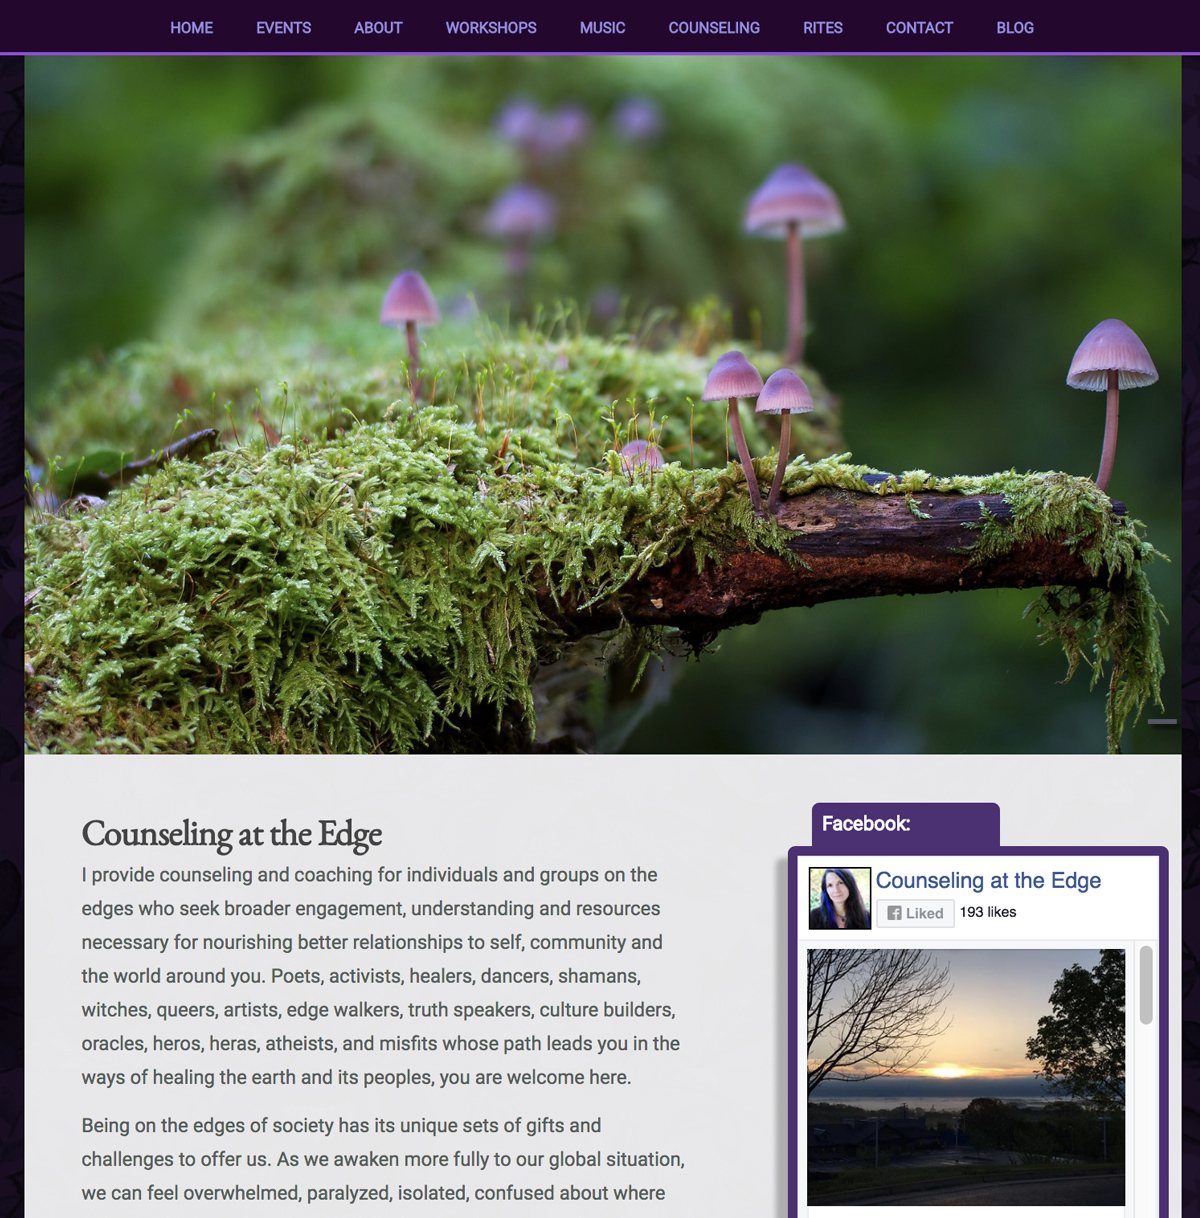 HOME EVENTS ABOUT WORKSHOPS MUSIC COUNSELING RITES CONTACT BLOG
Counseling at the Edge
I provide counseling and coaching for individuals and groups on the
edges who seek broader engagement, understanding and resources
necessary for nourishing better relationships to self, community and
the world around you. Poets, activists, healers, dancers, shamans,
witches, queers, artists, edge walkers, truth speakers, culture builders,
oracles, heros, heras, atheists, and misfits whose path leads you in the
ways of healing the earth and its peoples, you are welcome here.
Being on the edges of society has its unique sets of gifts and
challenges to offer us. As we awaken more fully to our global situation,
we can feel overwhelmed, paralyzed, isolated, confused about where
Facebook:
Counseling at the Edge
Liked 193 likes